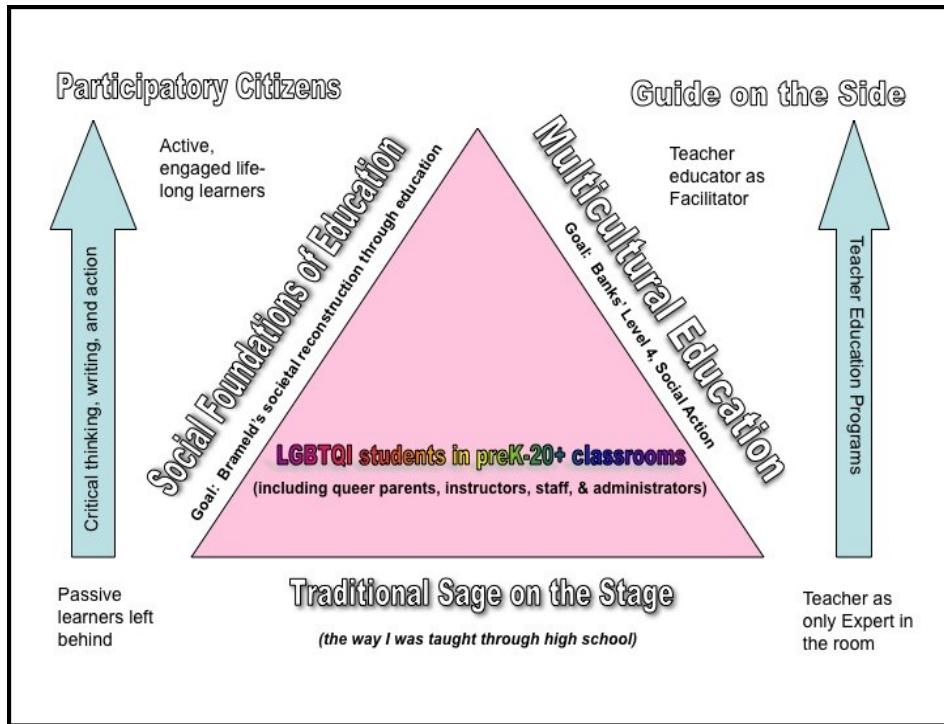 Participatory Citizens
Guide on the Side
Active,
engaged life-
long learners
Teacher
educator as
Facilitator
Critical thinking, writing, and action
Social Foundations of Education
Goal:  Brameld's societal reconstruction through education
Multicultural Education
Goal:  Banks' Level 4, Social Action
Teacher Education Programs
LGBTQI students in preK-20+ classrooms
(including queer parents, instructors, staff, & administrators)
Passive
learners left
behind
Traditional Sage on the Stage
(the way I was taught through high school)
Teacher as
only Expert in
the room